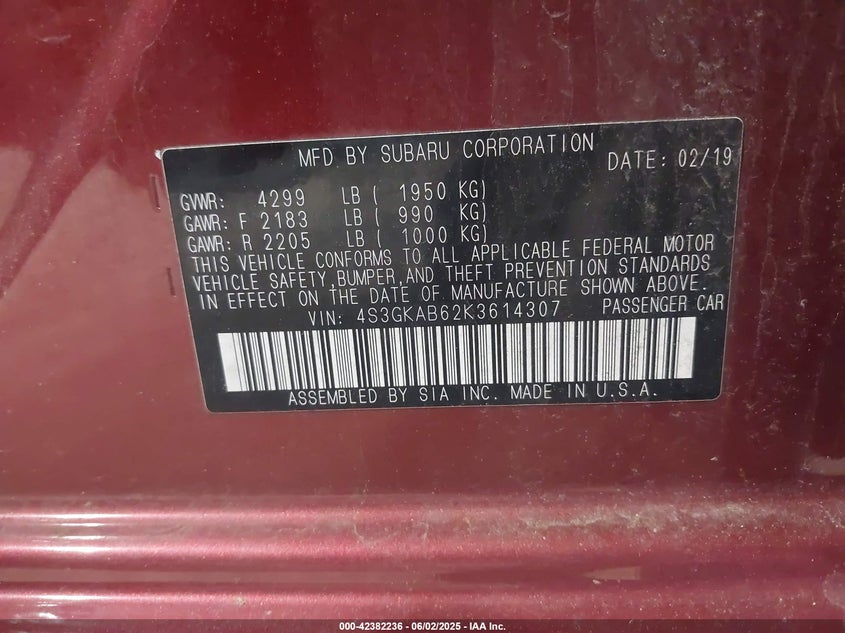 MFD BY SUBARU CORPORATION DATE: 02/19
GVWR: 4299 LB ( 1950 KG)
GAWR: F 2183 LB ( 990 KG)
GAWR: R 2205 LB ( 1000 KG)
THIS VEHICLE CONFORMS TO ALL APPLICABLE FEDERAL MOTOR
VEHICLE SAFETY,BUMPER,AND THEFT PREVENTION STANDARDS
IN EFFECT ON THE DATE OF MANUFACTURE SHOWN ABOVE.
VIN: 4S3GKAB62K3614307 PASSENGER CAR
ASSEMBLED BY SIA INC. MADE IN U.S.A.
000-42382236 - 06/02/2025 - IAA Inc.